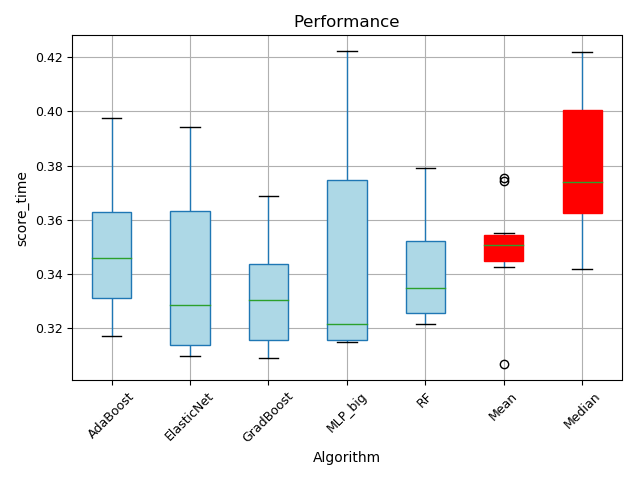 Performance
score_time
0.42
0.40
0.38
0.36
0.34
0.32
AdaBoost
ElasticNet
GradBoost
MLP_big
RF
Mean
Median
Algorithm